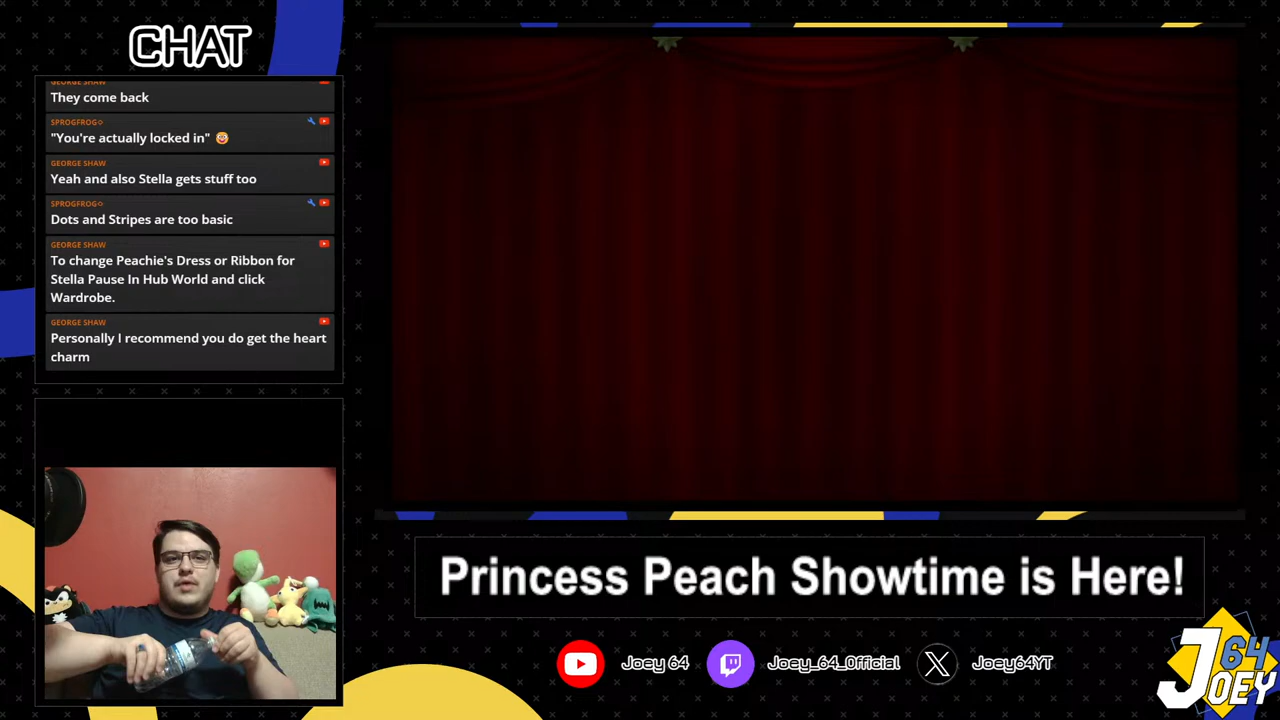 CHAT
GEORGE SHAW
They come back
SPROGFROG
"You're actually locked in" 🤡
GEORGE SHAW
Yeah and also Stella gets stuff too
SPROGFROG
Dots and Stripes are too basic
GEORGE SHAW
To change Peachie's Dress or Ribbon for
Stella Pause In Hub World and click
Wardrobe.
GEORGE SHAW
Personally I recommend you do get the heart
charm
Princess Peach Showtime is Here!
Joey 64
Joey_64_Official
Joey64YT
64
JOEY